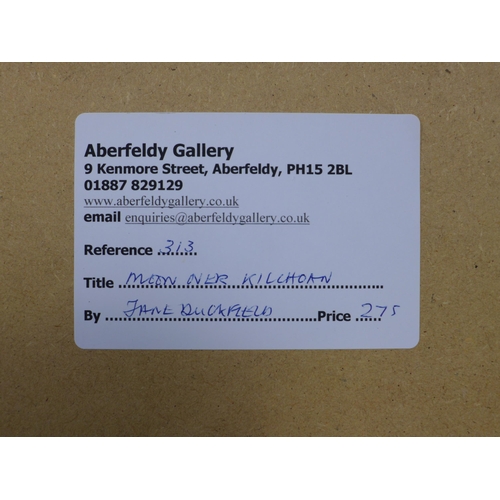 Aberfeldy Gallery
9 Kenmore Street, Aberfeldy, PH15 2BL
01887 829129
www.aberfeldygallery.co.uk
email enquiries@aberfeldygallery.co.uk
Reference 313
Title MOON OVER KILCHOAN
By JANE DUCKFIELD Price 275